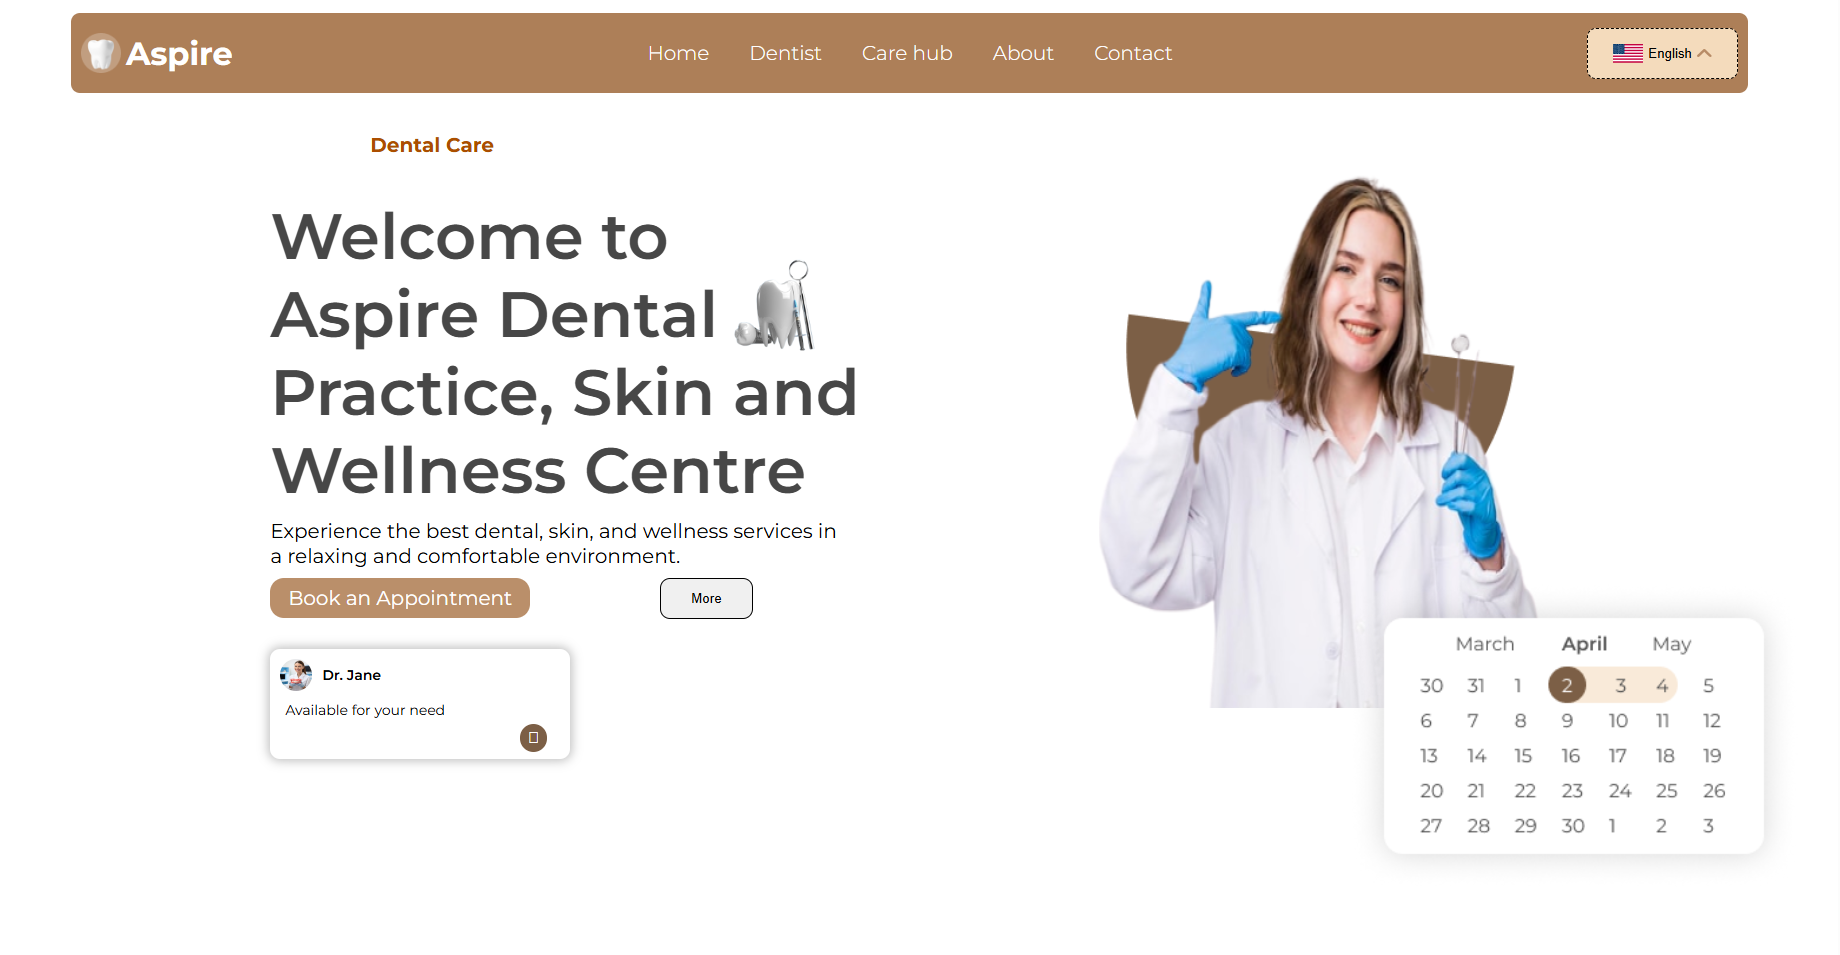 Aspire
Home Dentist Care hub About Contact
English
Dental Care
Welcome to
Aspire Dental
Practice, Skin and
Wellness Centre
Experience the best dental, skin, and wellness services in
a relaxing and comfortable environment.
Book an Appointment
More
Dr. Jane
Available for your need
March April May
30 31 1 2 3 4 5
6 7 8 9 10 11 12
13 14 15 16 17 18 19
20 21 22 23 24 25 26
27 28 29 30 1 2 3